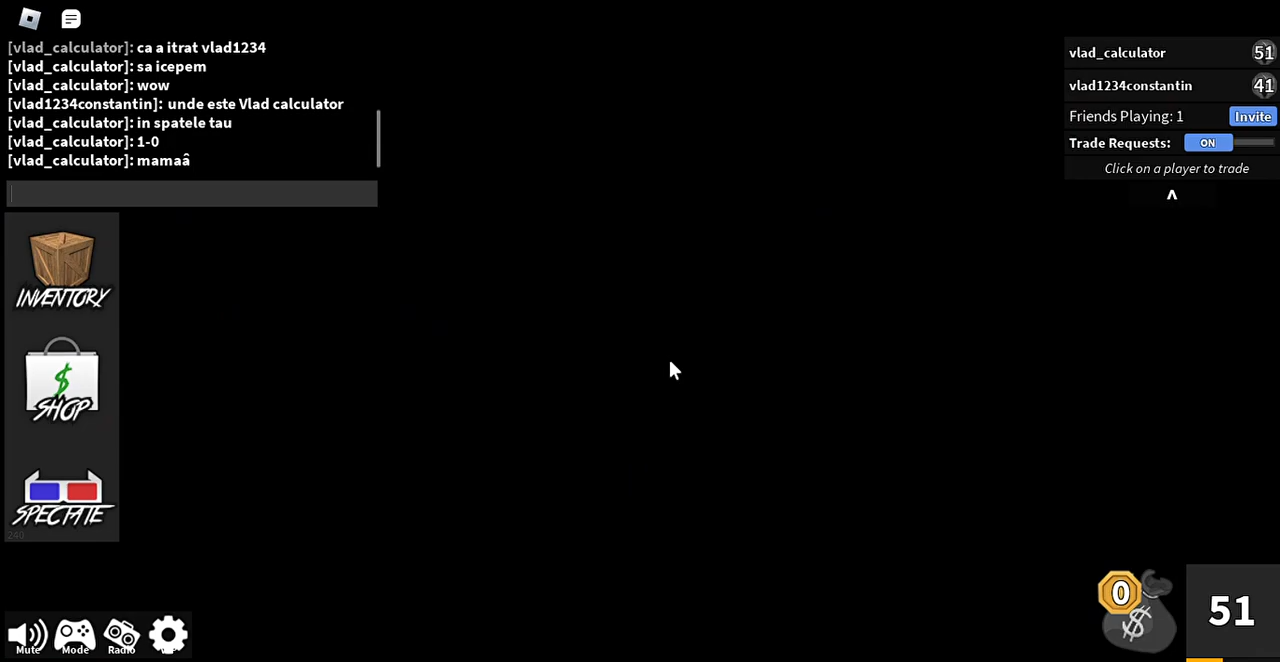 [vlad_calculator]: ca a itrat vlad1234
[vlad_calculator]: sa icepem
[vlad_calculator]: wow
[vlad1234constantin]: unde este Vlad calculator
[vlad_calculator]: in spatele tau
[vlad_calculator]: 1-0
[vlad_calculator]: mamaâ
INVENTORY
$
SHOP
SPECTATE
240
Mute
Mode
Radio
vlad_calculator 51
vlad1234constantin 41
Friends Playing: 1 Invite
Trade Requests: ON
Click on a player to trade
^
0
$
51